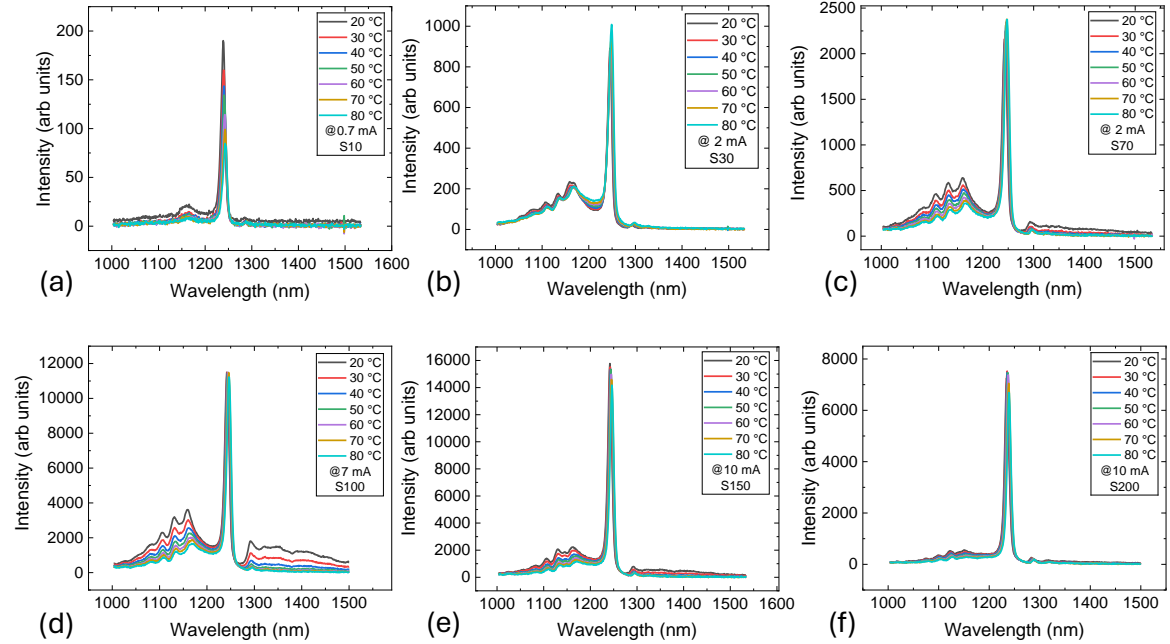 200
150
100
50
0
Intensity (arb units)
20 °C
30 °C
40 °C
50 °C
60 °C
70 °C
80 °C
@0.7 mA
S10
1000 1100 1200 1300 1400 1500 1600
Wavelength (nm)
(a)
1000
800
600
400
200
0
Intensity (arb units)
20 °C
30 °C
40 °C
50 °C
60 °C
70 °C
80 °C
@ 2 mA
S30
1000 1100 1200 1300 1400 1500
Wavelength (nm)
(b)
2500
2000
1500
1000
500
0
Intensity (arb units)
20 °C
30 °C
40 °C
50 °C
60 °C
70 °C
80 °C
@ 2 mA
S70
1000 1100 1200 1300 1400 1500
Wavelength (nm)
(c)
12000
10000
8000
6000
4000
2000
0
Intensity (arb units)
20 °C
30 °C
40 °C
50 °C
60 °C
70 °C
80 °C
@7 mA
S100
1000 1100 1200 1300 1400 1500
Wavelength (nm)
(d)
16000
14000
12000
10000
8000
6000
4000
2000
0
Intensity (arb units)
20 °C
30 °C
40 °C
50 °C
60 °C
70 °C
80 °C
@10 mA
S150
1000 1100 1200 1300 1400 1500 1600
Wavelength (nm)
(e)
8000
6000
4000
2000
0
Intensity (arb units)
20 °C
30 °C
40 °C
50 °C
60 °C
70 °C
80 °C
@10 mA
S200
1000 1100 1200 1300 1400 1500
Wavelength (nm)
(f)